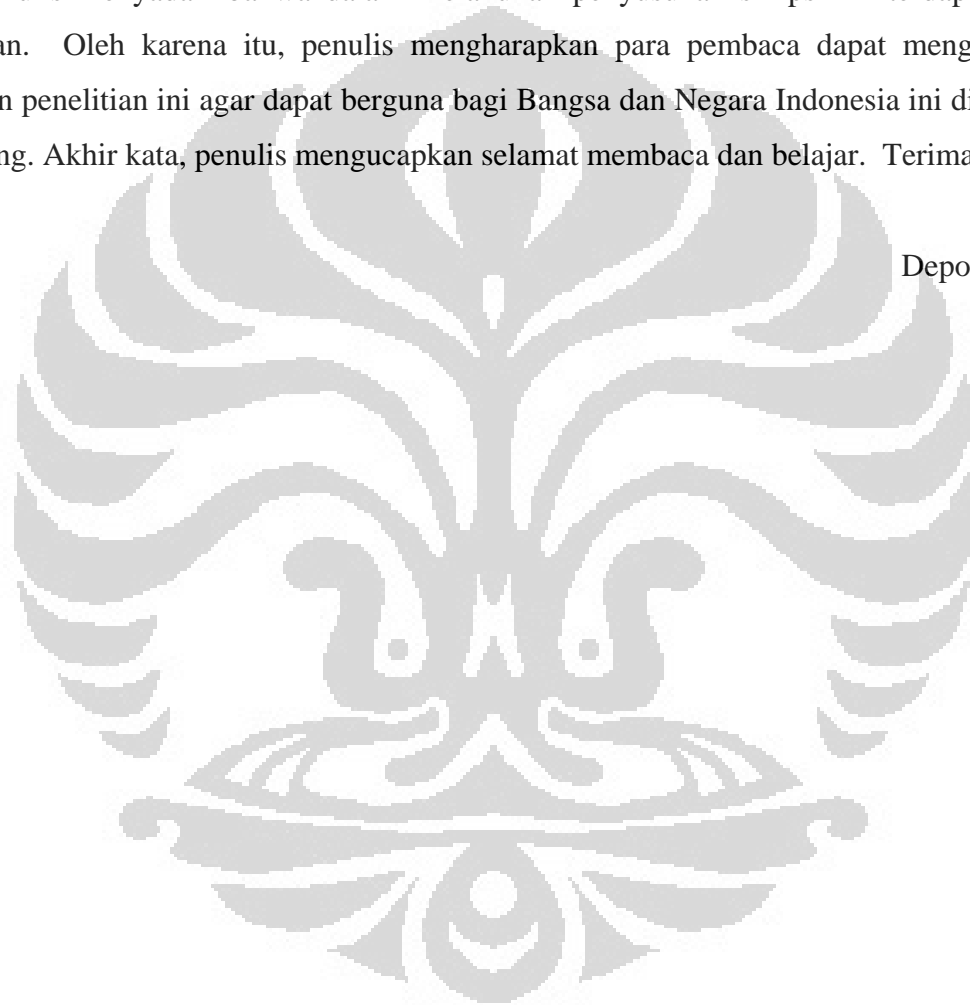 an. Oleh karena itu, penulis mengharapkan para pembaca dapat meng
n penelitian ini agar dapat berguna bagi Bangsa dan Negara Indonesia ini di
ng. Akhir kata, penulis mengucapkan selamat membaca dan belajar. Terima
Depo